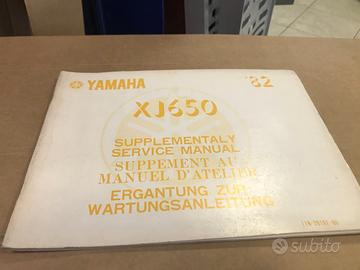 YAMAHA '82
XJ650
SUPPLEMENTALY
SERVICE MANUAL
SUPPEMENT AU
MANUEL D'ATELIER
ERGANTUNG ZUR
WARTUNGSANLEITUNG
subito